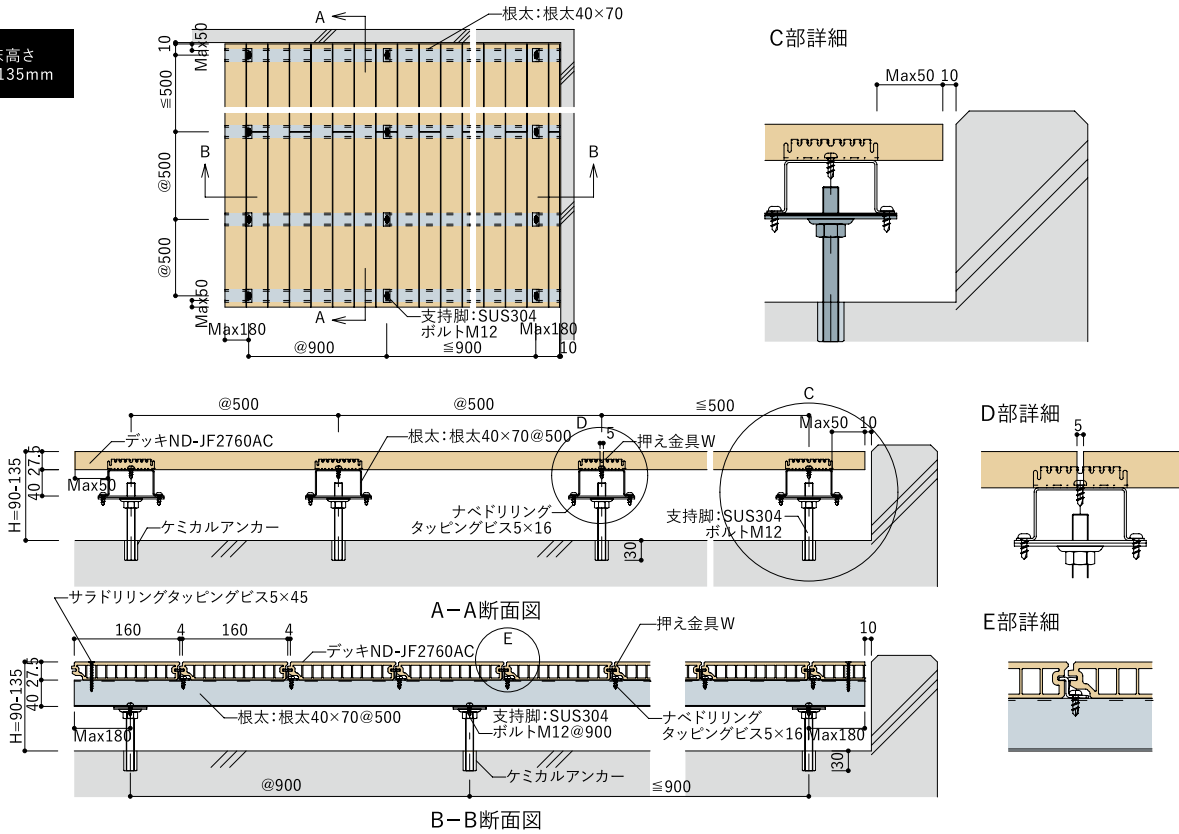 高さ
135mm
A
根太：根太40×70
10
Max50
≦500
@500
@500
Max50
B
B
A
支持脚：SUS304
ボルトM12
Max180
@900
≦900
Max180
10
C部詳細
Max50 10
@500
@500
≦500
C
D
5
デッキND-JF2760AC
根太：根太40×70@500
押え金具W
Max50 10
H=90-135
40 27.5
Max50
ケミカルアンカー
ナベドリリング
タッピングビス5×16
支持脚：SUS304
ボルトM12
30
A−A断面図
D部詳細
5
サラドリリングタッピングビス5×45
160
4
160
4
E
デッキND-JF2760AC
押え金具W
10
H=90-135
40 27.5
根太：根太40×70@500
支持脚：SUS304
ボルトM12@900
ナベドリリング
タッピングビス5×16
Max180
Max180
ケミカルアンカー
30
@900
≦900
B−B断面図
E部詳細